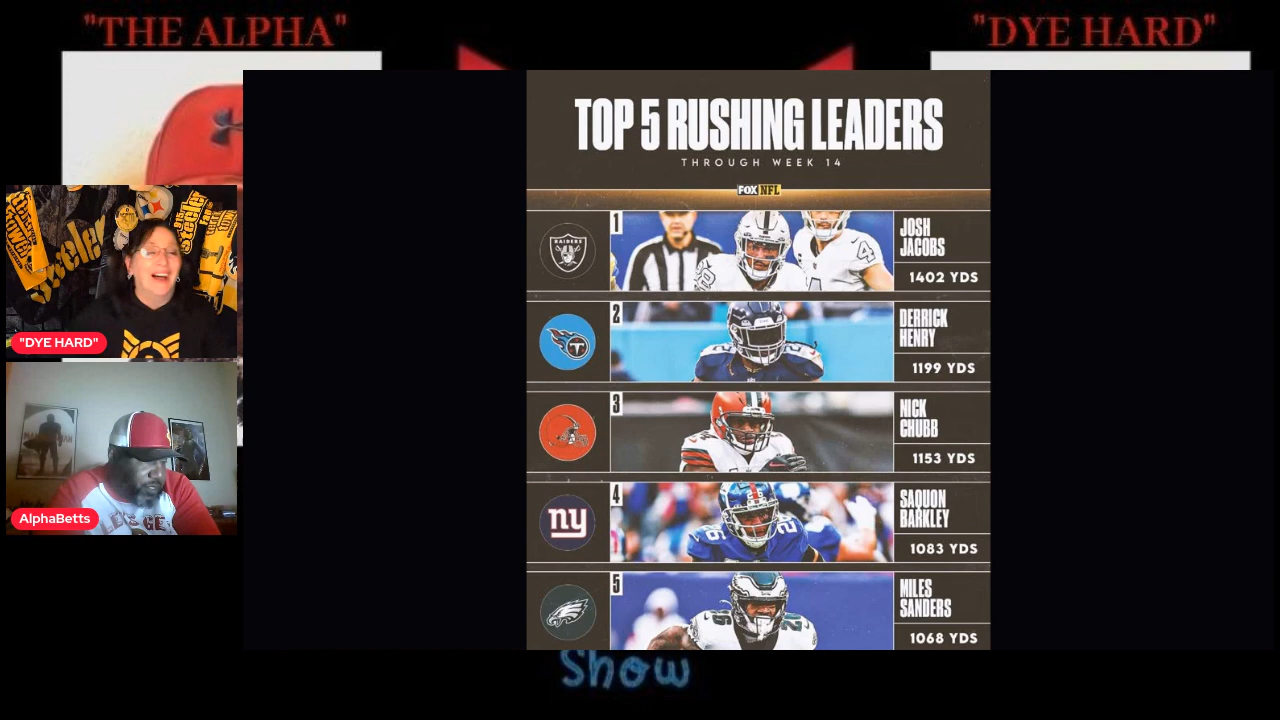 "THE ALPHA"
"DYE HARD"
TOP 5 RUSHING LEADERS
THROUGH WEEK 14
FOX NFL
1
RAIDERS
JOSH
JACOBS
1402 YDS
2
T
DERRICK
HENRY
1199 YDS
3
NICK
CHUBB
1153 YDS
4
ny
SAQUON
BARKLEY
1083 YDS
5
MILES
SANDERS
1068 YDS
"DYE HARD"
AlphaBetts
Show